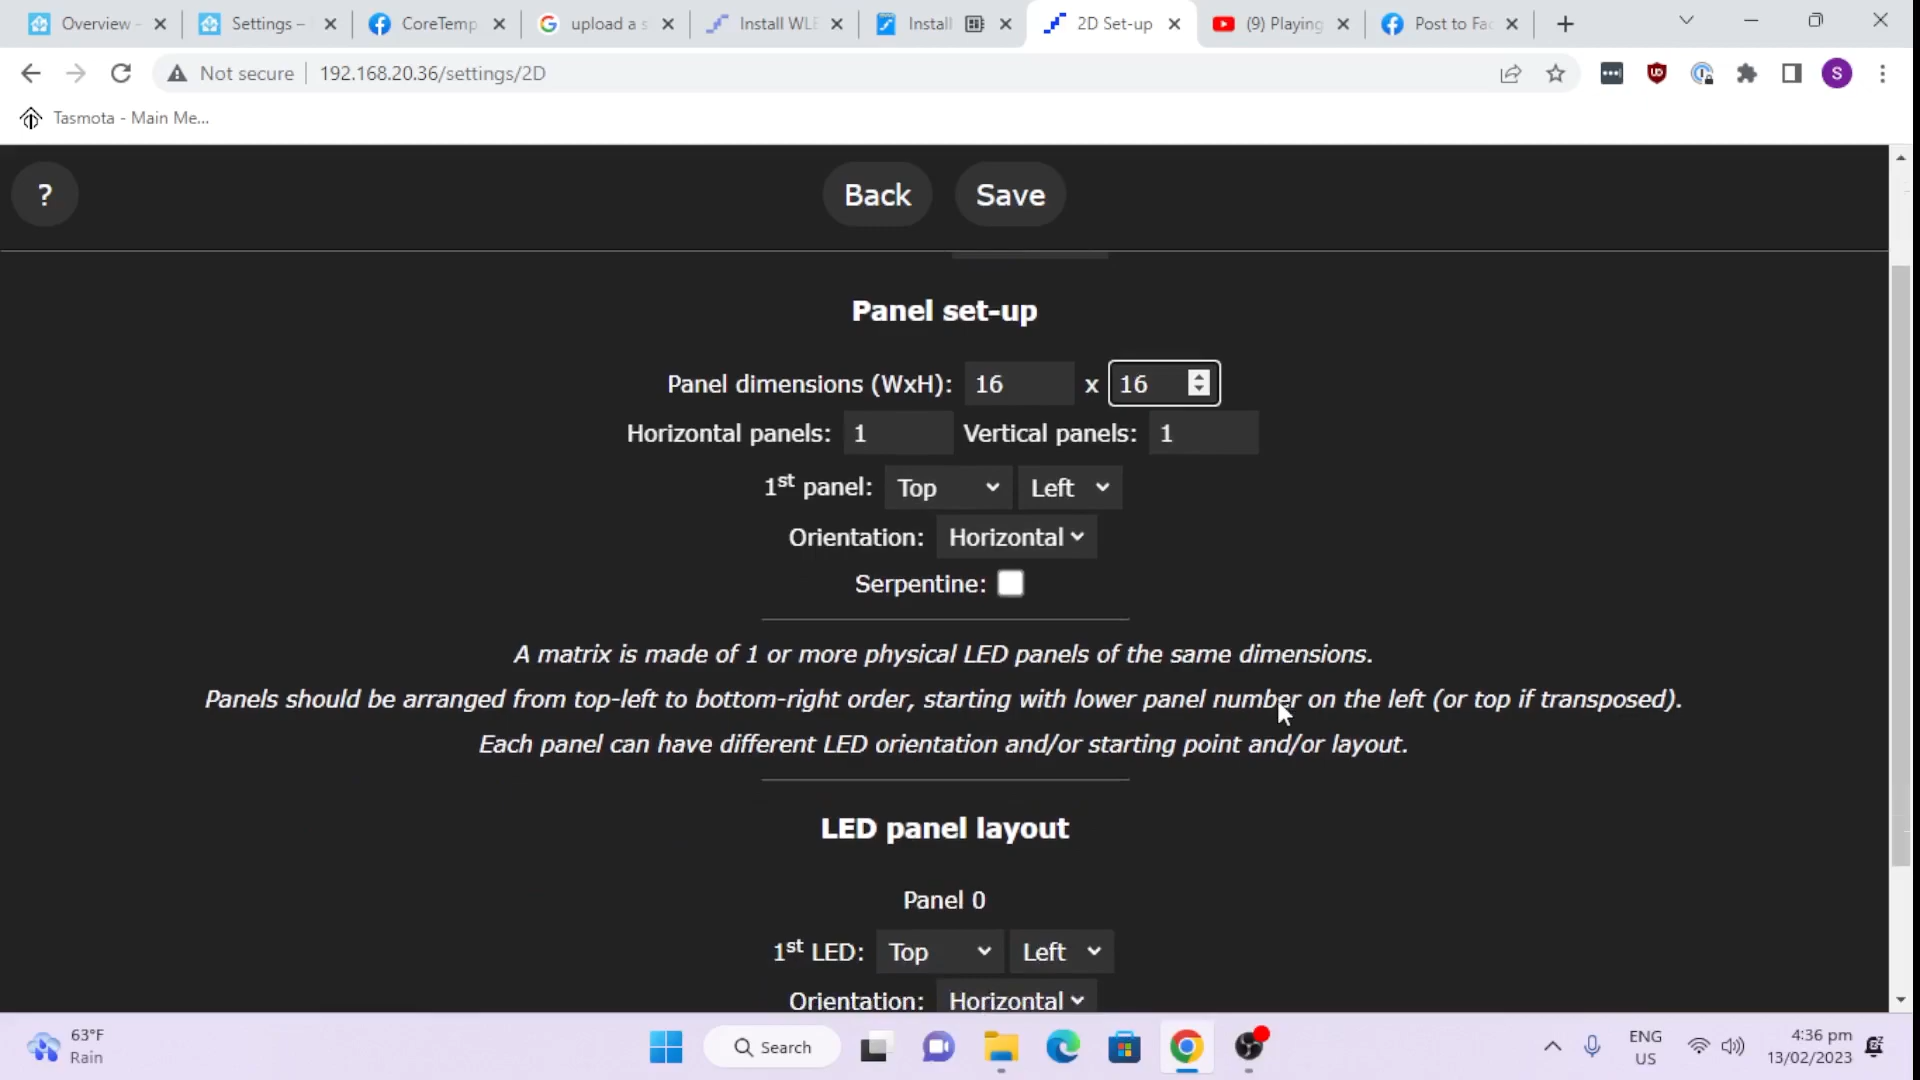 Overview -
Settings –
CoreTemp
upload a s
Install WLE
Install
2D Set-up
(9) Playing
Post to Fac
Not secure
192.168.20.36/settings/2D
S
Tasmota - Main Me...
?
Back
Save
Panel set-up
Panel dimensions (WxH): 16 x 16
Horizontal panels: 1 Vertical panels: 1
1st panel: Top Left
Orientation: Horizontal
Serpentine:
A matrix is made of 1 or more physical LED panels of the same dimensions.
Panels should be arranged from top-left to bottom-right order, starting with lower panel number on the left (or top if transposed).
Each panel can have different LED orientation and/or starting point and/or layout.
LED panel layout
Panel 0
1st LED: Top Left
Orientation: Horizontal
63°F
Rain
Search
ENG
US
4:36 pm
13/02/2023